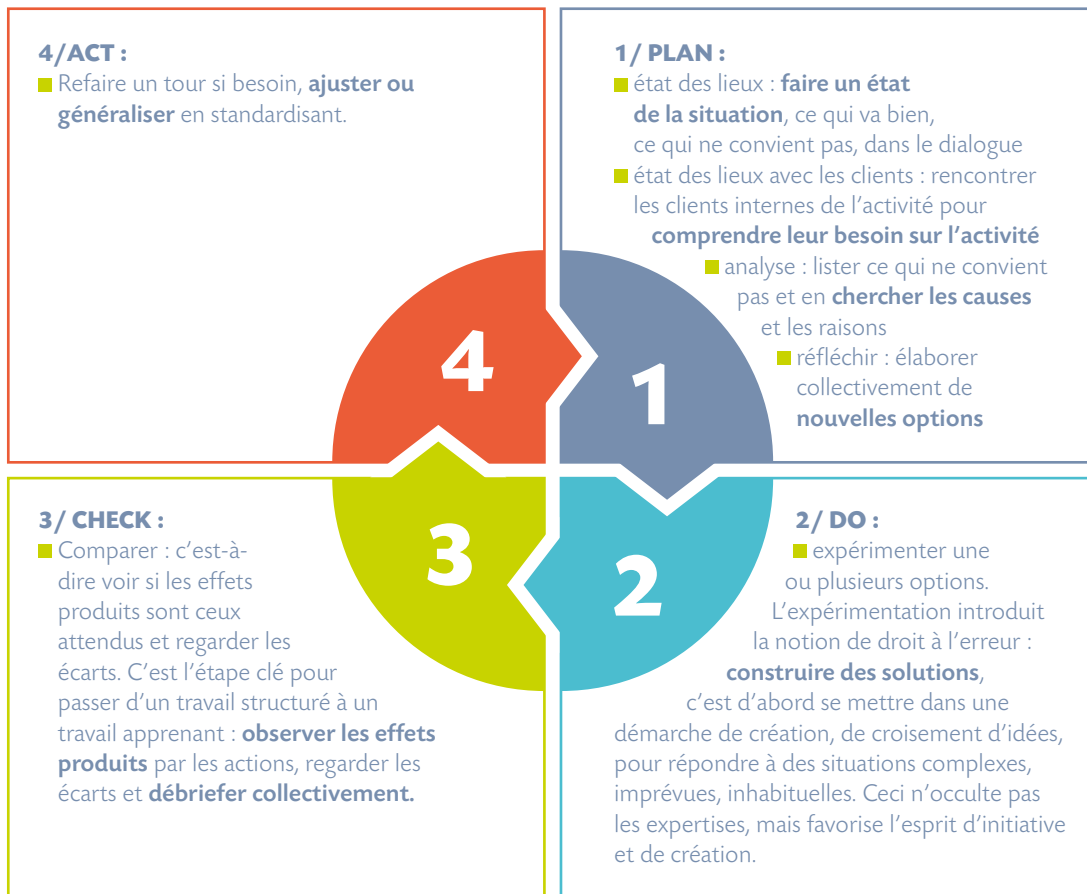 4/ACT :
Refaire un tour si besoin, ajuster ou
généraliser en standardisant.
1/ PLAN :
état des lieux : faire un état
de la situation, ce qui va bien,
ce qui ne convient pas, dans le dialogue
état des lieux avec les clients : rencontrer
les clients internes de l’activité pour
comprendre leur besoin sur l’activité
analyse : lister ce qui ne convient
pas et en chercher les causes
et les raisons
réfléchir : élaborer
collectivement de
nouvelles options
4
1
3
2
3/ CHECK :
Comparer : c’est-à-
dire voir si les effets
produits sont ceux
attendus et regarder les
écarts. C’est l’étape clé pour
passer d’un travail structuré à un
travail apprenant : observer les effets
produits par les actions, regarder les
écarts et débriefer collectivement.
2/ DO :
expérimenter une
ou plusieurs options.
L’expérimentation introduit
la notion de droit à l’erreur :
construire des solutions,
c’est d’abord se mettre dans une
démarche de création, de croisement d’idées,
pour répondre à des situations complexes,
imprévues, inhabituelles. Ceci n’occulte pas
les expertises, mais favorise l’esprit d’initiative
et de création.